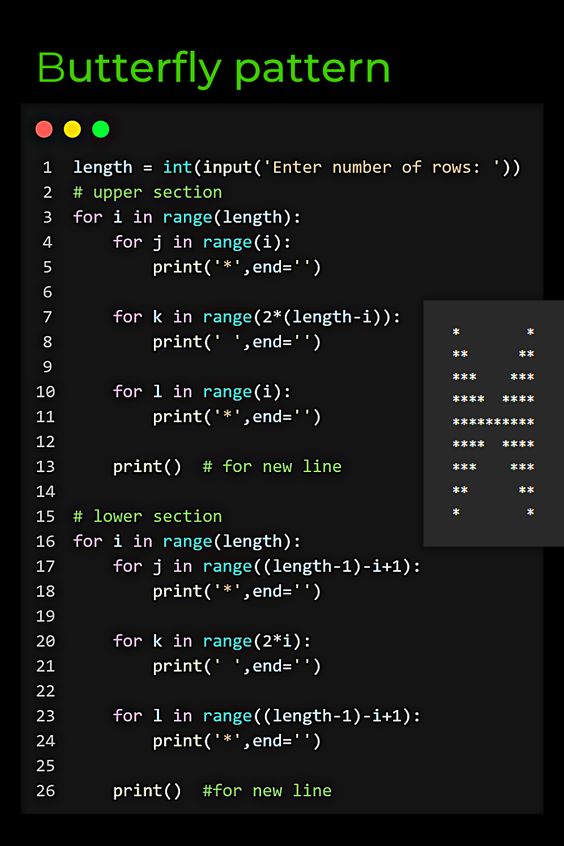 Butterfly pattern
1 length = int(input('Enter number of rows: '))
2 # upper section
3 for i in range(length):
4     for j in range(i):
5         print('*',end='')
6
7     for k in range(2*(length-i)):
8         print(' ',end='')
9
10     for l in range(i):
11         print('*',end='')
12
13     print()  # for new line
14
15 # lower section
16 for i in range(length):
17     for j in range((length-1)-i+1):
18         print('*',end='')
19
20     for k in range(2*i):
21         print(' ',end='')
22
23     for l in range((length-1)-i+1):
24         print('*',end='')
25
26     print()  #for new line
*        *
**      **
***    ***
****  ****
**********
****  ****
***    ***
**      **
*        *